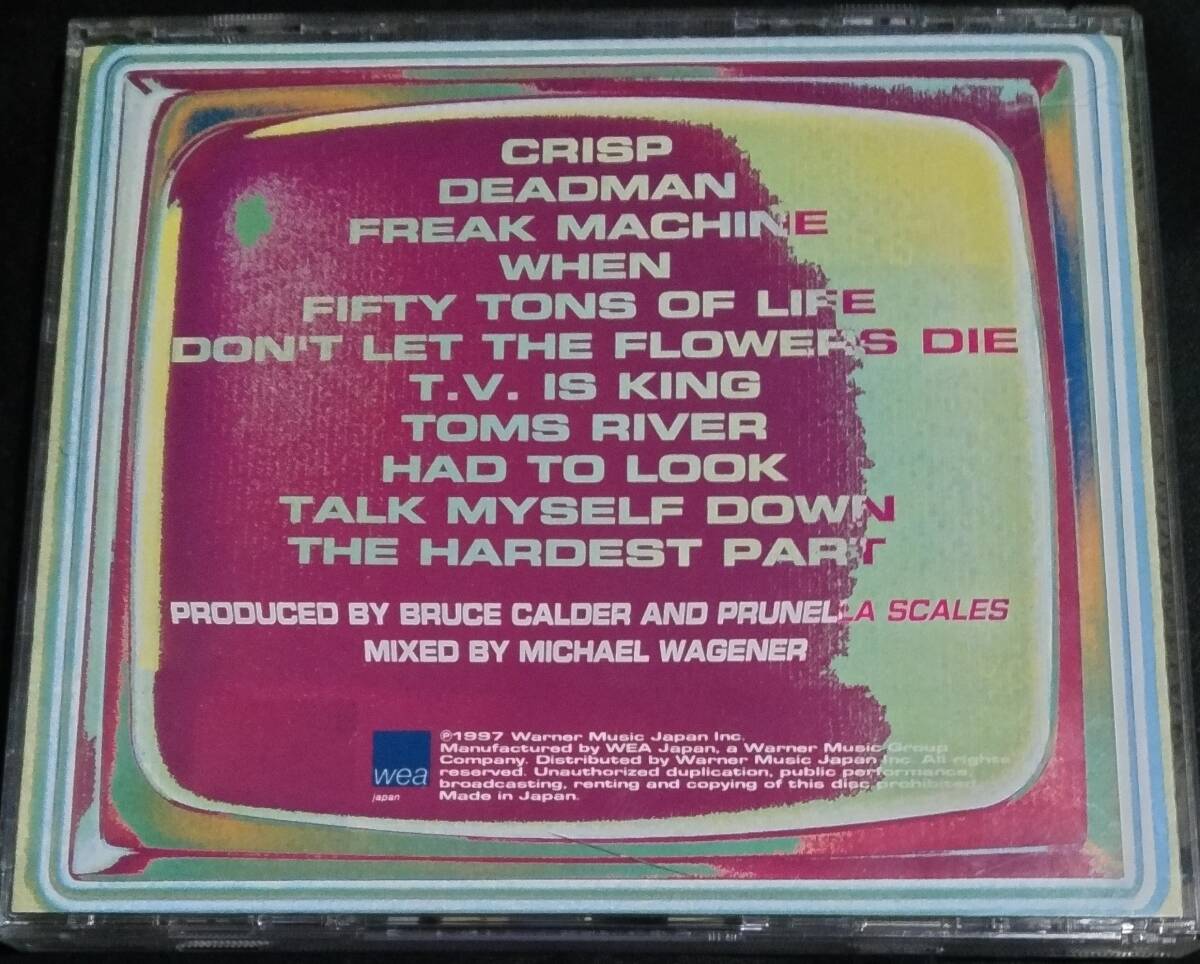 CRISP
DEADMAN
FREAK MACHINE
WHEN
FIFTY TONS OF LIFE
DON'T LET THE FLOWERS DIE
T.V. IS KING
TOMS RIVER
HAD TO LOOK
TALK MYSELF DOWN
THE HARDEST PART
PRODUCED BY BRUCE CALDER AND PRUNELLA SCALES
MIXED BY MICHAEL WAGENER
wea
japan
℗1997 Warner Music Japan Inc.
Manufactured by WEA Japan, a Warner Music Group
Company. Distributed by Warner Music Japan Inc. All rights
reserved. Unauthorized duplication, public performance,
broadcasting, renting and copying of this disc prohibited.
Made in Japan.